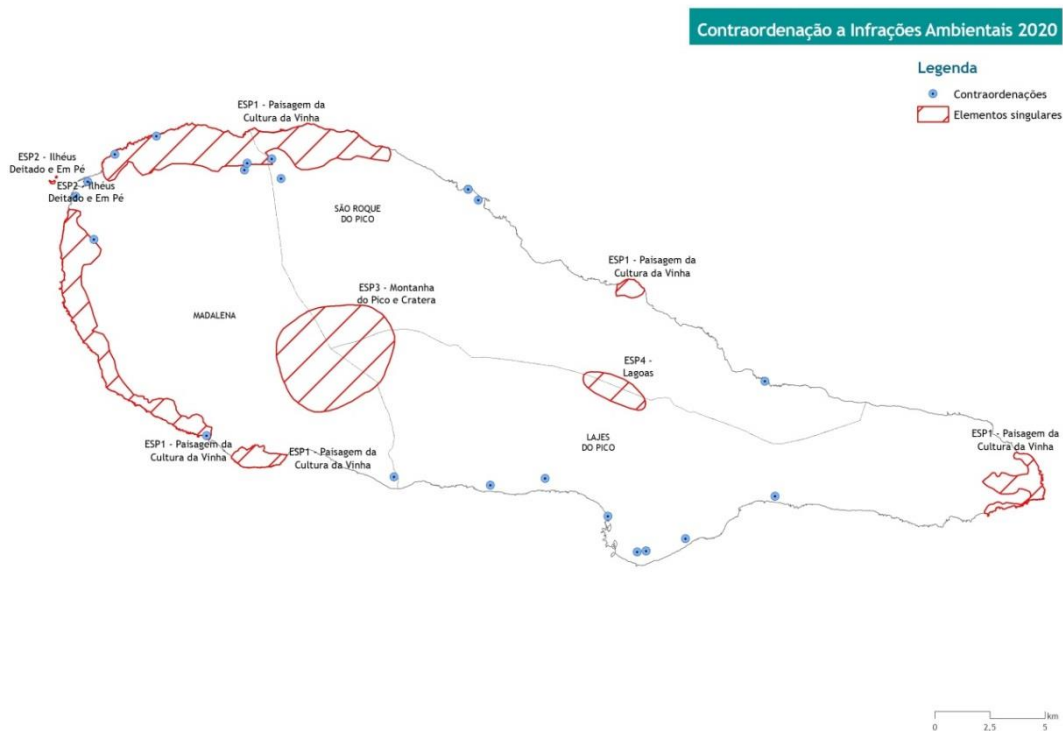 Contraordenação a Infrações Ambientais 2020
Legenda
Contraordenações
Elementos singulares
ESP1 - Paisagem da
Cultura da Vinha
ESP2 - Ilhéus
Deitado e Em Pé
ESP2 - Ilhéus
Deitado e Em Pé
SÃO ROQUE
DO PICO
ESP1 - Paisagem da
Cultura da Vinha
ESP3 - Montanha
do Pico e Cratera
MADALENA
ESP4 -
Lagoas
LAJES
DO PICO
ESP1 - Paisagem da
Cultura da Vinha
ESP1 - Paisagem da
Cultura da Vinha
ESP1 - Paisagem da
Cultura da Vinha
km
0 2,5 5